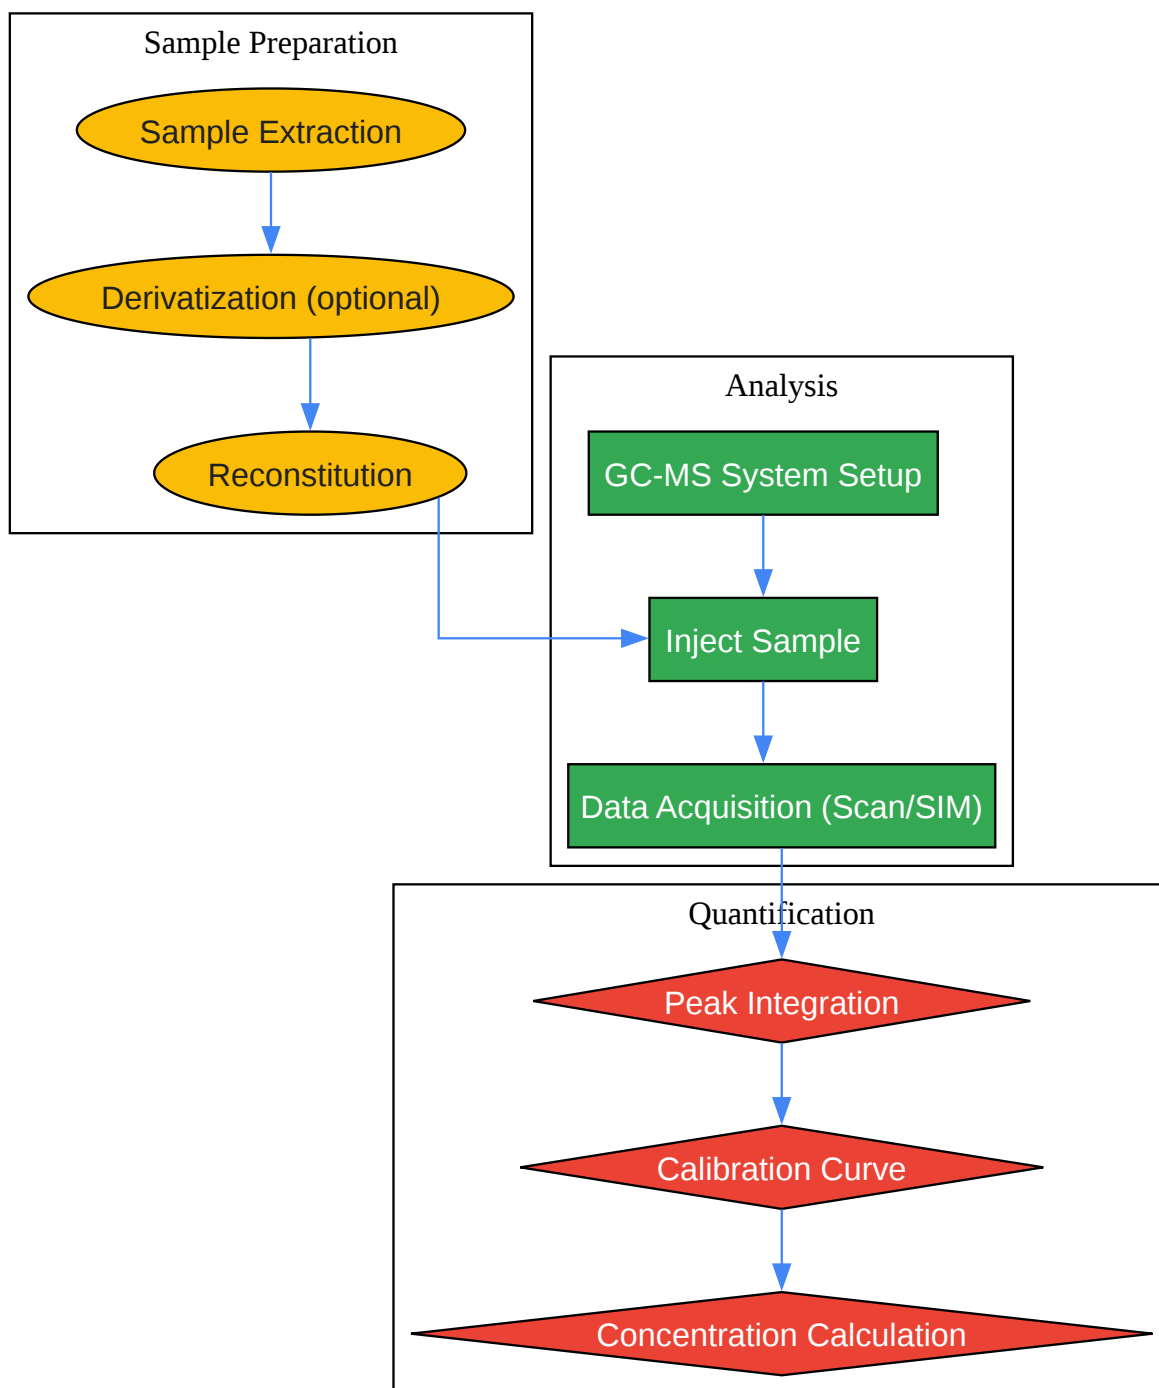 Sample Preparation
Sample Extraction
Derivatization (optional)
Reconstitution
Analysis
GC-MS System Setup
Inject Sample
Data Acquisition (Scan/SIM)
Quantification
Peak Integration
Calibration Curve
Concentration Calculation